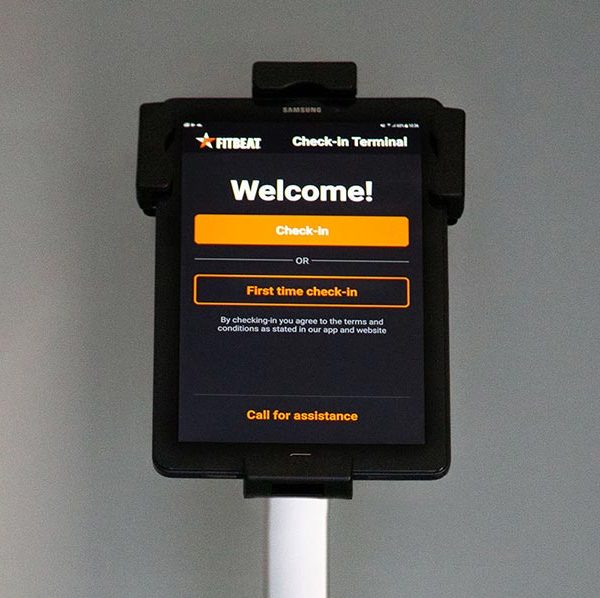 SAMSUNG
FITBEAT Check-in Terminal
Welcome!
Check-in
OR
First time check-in
By checking-in you agree to the terms and
conditions as stated in our app and website
Call for assistance